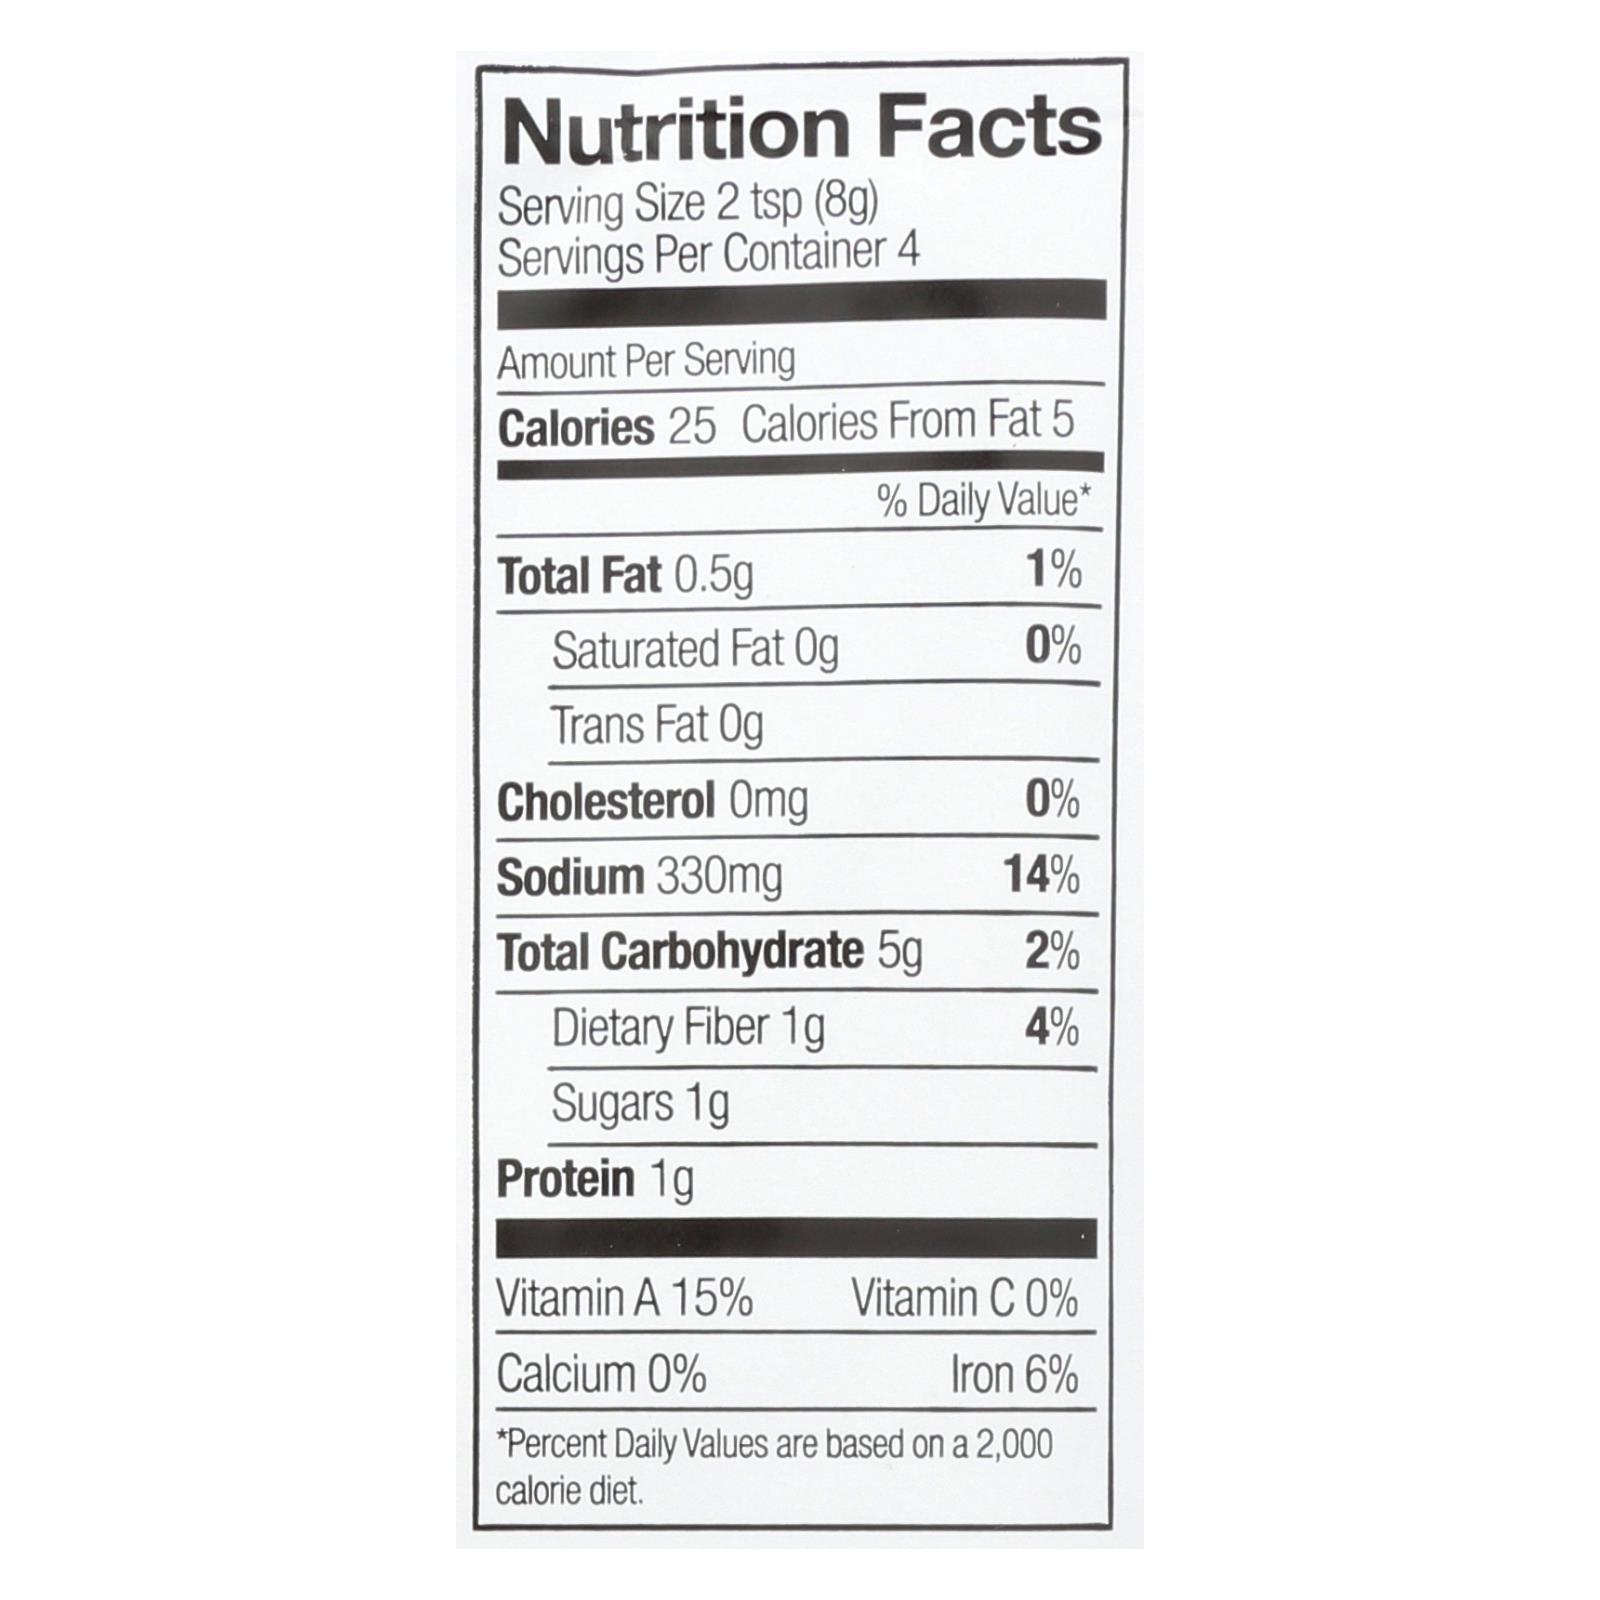 Nutrition Facts
Serving Size 2 tsp (8g)
Servings Per Container 4
Amount Per Serving
Calories 25 Calories From Fat 5
% Daily Value*
Total Fat 0.5g 1%
Saturated Fat 0g 0%
Trans Fat 0g
Cholesterol 0mg 0%
Sodium 330mg 14%
Total Carbohydrate 5g 2%
Dietary Fiber 1g 4%
Sugars 1g
Protein 1g
Vitamin A 15% Vitamin C 0%
Calcium 0% Iron 6%
*Percent Daily Values are based on a 2,000
calorie diet.